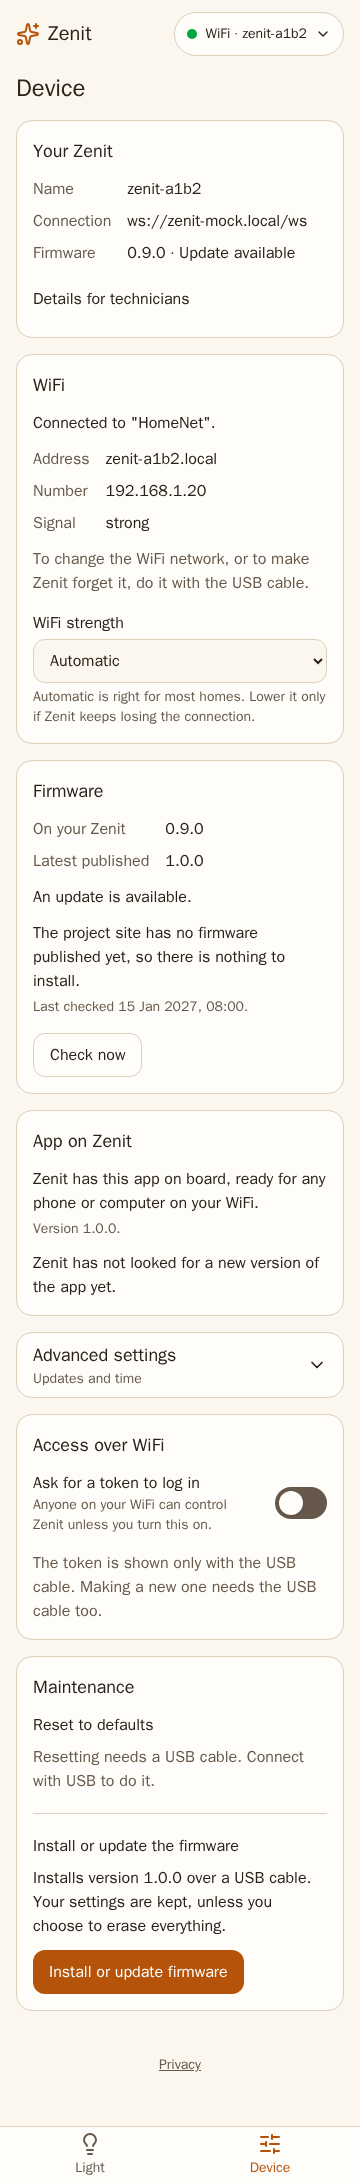 Zenit
WiFi · zenit-a1b2
Device
Your Zenit
Name zenit-a1b2
Connection ws://zenit-mock.local/ws
Firmware 0.9.0 · Update available
Details for technicians
WiFi
Connected to "HomeNet".
Address zenit-a1b2.local
Number 192.168.1.20
Signal strong
To change the WiFi network, or to make
Zenit forget it, do it with the USB cable.
WiFi strength
Automatic
Automatic is right for most homes. Lower it only
if Zenit keeps losing the connection.
Firmware
On your Zenit 0.9.0
Latest published 1.0.0
An update is available.
The project site has no firmware
published yet, so there is nothing to
install.
Last checked 15 Jan 2027, 08:00.
Check now
App on Zenit
Zenit has this app on board, ready for any
phone or computer on your WiFi.
Version 1.0.0.
Zenit has not looked for a new version of
the app yet.
Advanced settings
Updates and time
Access over WiFi
Ask for a token to log in
Anyone on your WiFi can control
Zenit unless you turn this on.
The token is shown only with the USB
cable. Making a new one needs the USB
cable too.
Maintenance
Reset to defaults
Resetting needs a USB cable. Connect
with USB to do it.
Install or update the firmware
Installs version 1.0.0 over a USB cable.
Your settings are kept, unless you
choose to erase everything.
Install or update firmware
Privacy
Light
Device